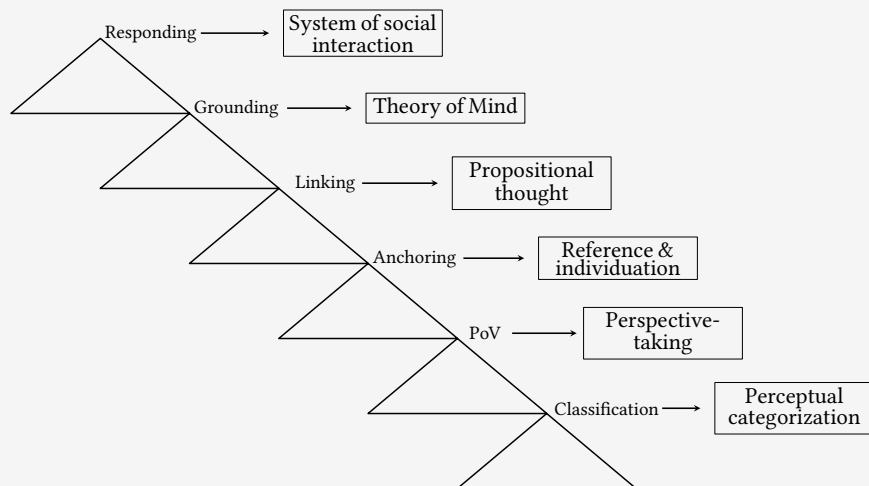 Responding
System of social
interaction
Grounding
Theory of Mind
Linking
Propositional
thought
Anchoring
Reference &
individuation
PoV
Perspective-
taking
Classification
Perceptual
categorization